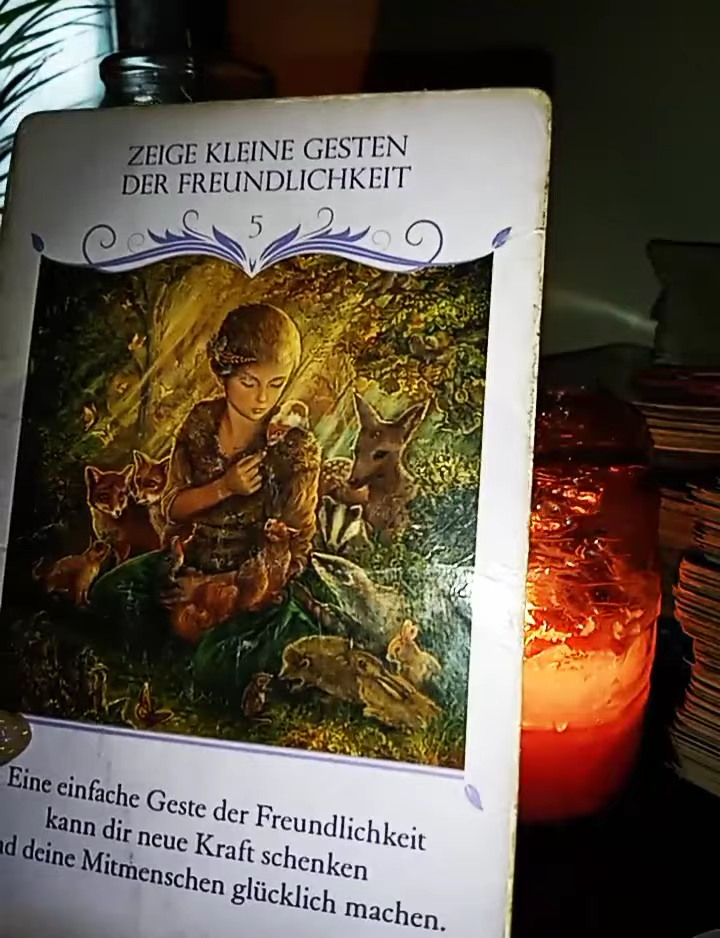 ZEIGE KLEINE GESTEN
DER FREUNDLICHKEIT
5
Eine einfache Geste der Freundlichkeit
kann dir neue Kraft schenken
nd deine Mitmenschen glücklich machen.